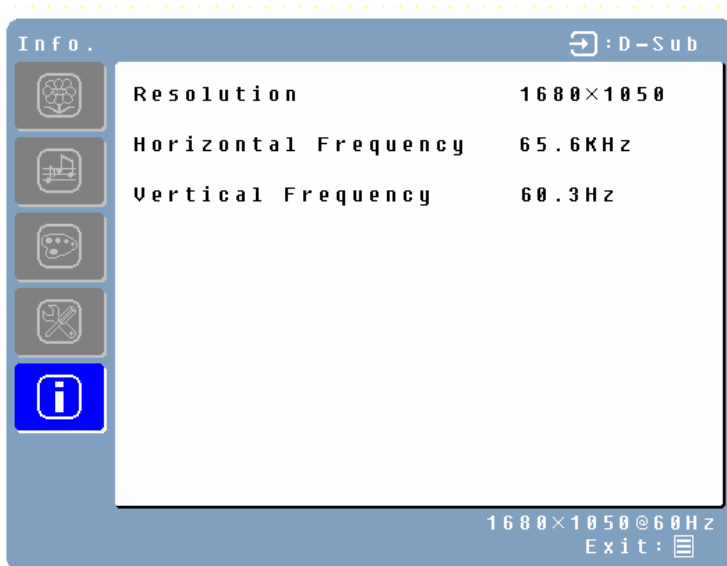 Info. :D-Sub
Resolution 1680×1050
Horizontal Frequency 65.6KHz
Vertical Frequency 60.3Hz
1680×1050@60Hz
Exit: